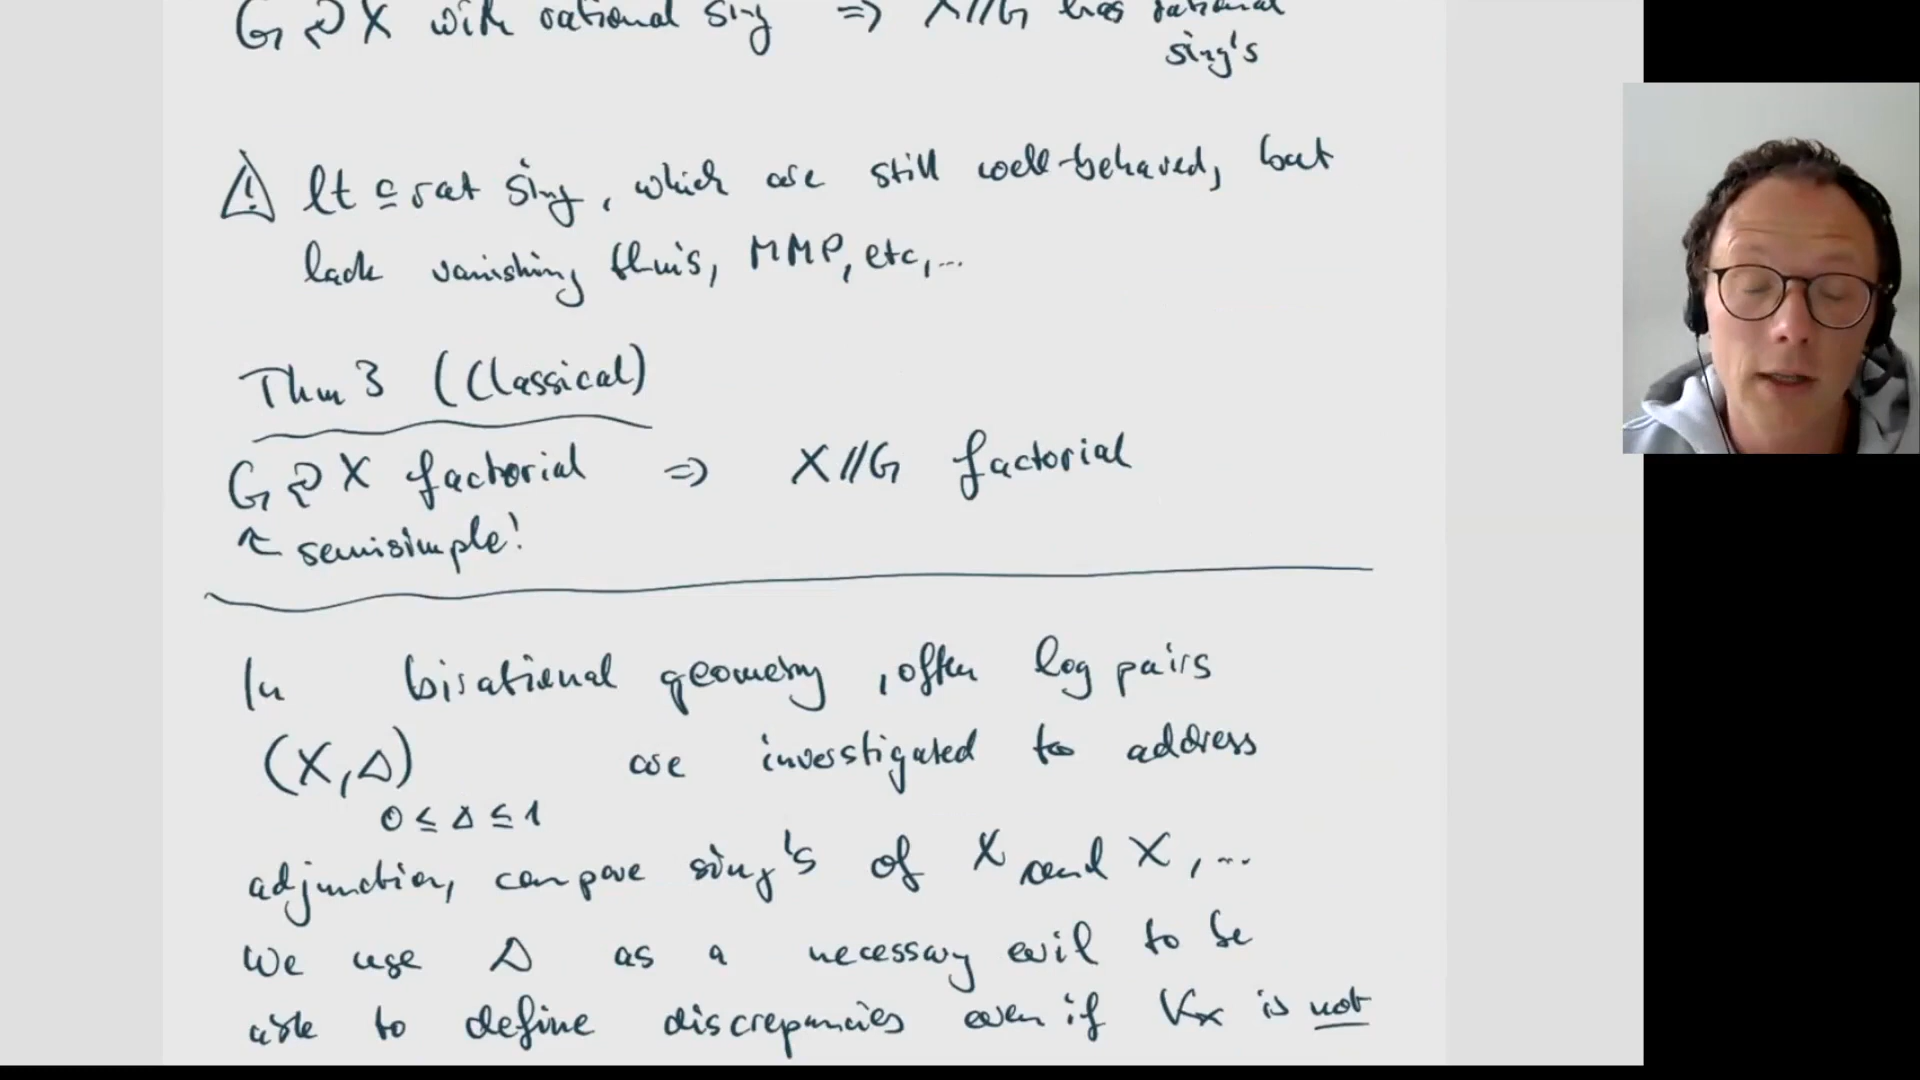 G ⊋ X with rational sing ⇒ X//G has rational
sing's
⚠ lt ⊆ rat sing, which are still well-behaved, but
lack vanishing thms, MMP, etc,...
Thm 3 (Classical)
G ⊋ X factorial ⇒ X//G factorial
↖ semisimple!
In birational geometry, often log pairs
(X,Δ) are investigated to address
0 ≤ Δ ≤ 1
adjunction, compare sing's of X and X, ...
We use Δ as a necessary evil to be
able to define discrepancies even if Kx is not